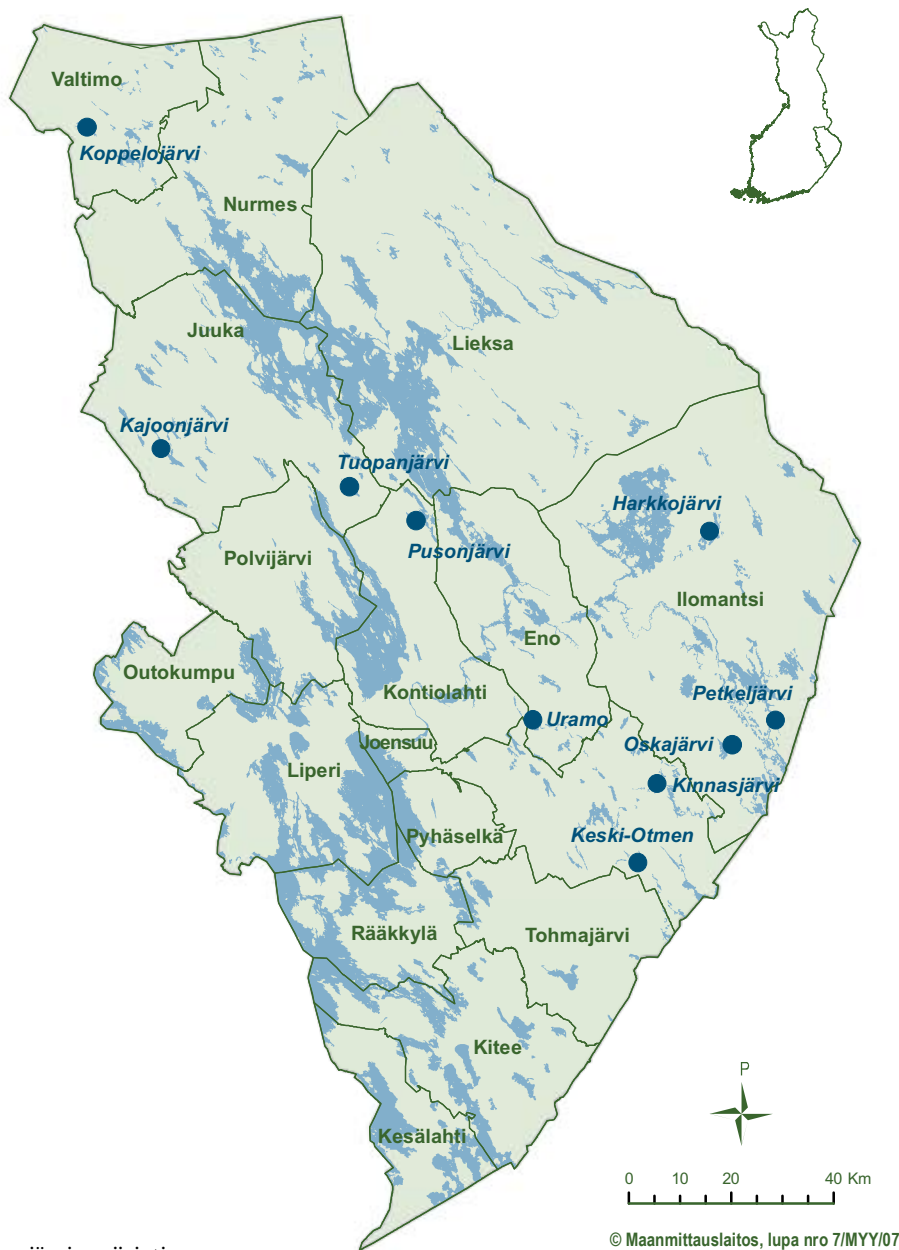 Valtimo
Koppelojärvi
Nurmes
Juuka
Lieksa
Kajoonjärvi
Tuopanjärvi
Harkkojärvi
Pusonjärvi
Polvijärvi
Ilomantsi
Eno
Outokumpu
Kontiolahti
Petkeljärvi
Uramo
Joensuu
Oskajärvi
Liperi
Kinnasjärvi
Pyhäselkä
Keski-Otmen
Rääkkylä
Tohmajärvi
Kitee
P
Kesälahti
0 10 20 40 Km
© Maanmittauslaitos, lupa nro 7/MYY/07